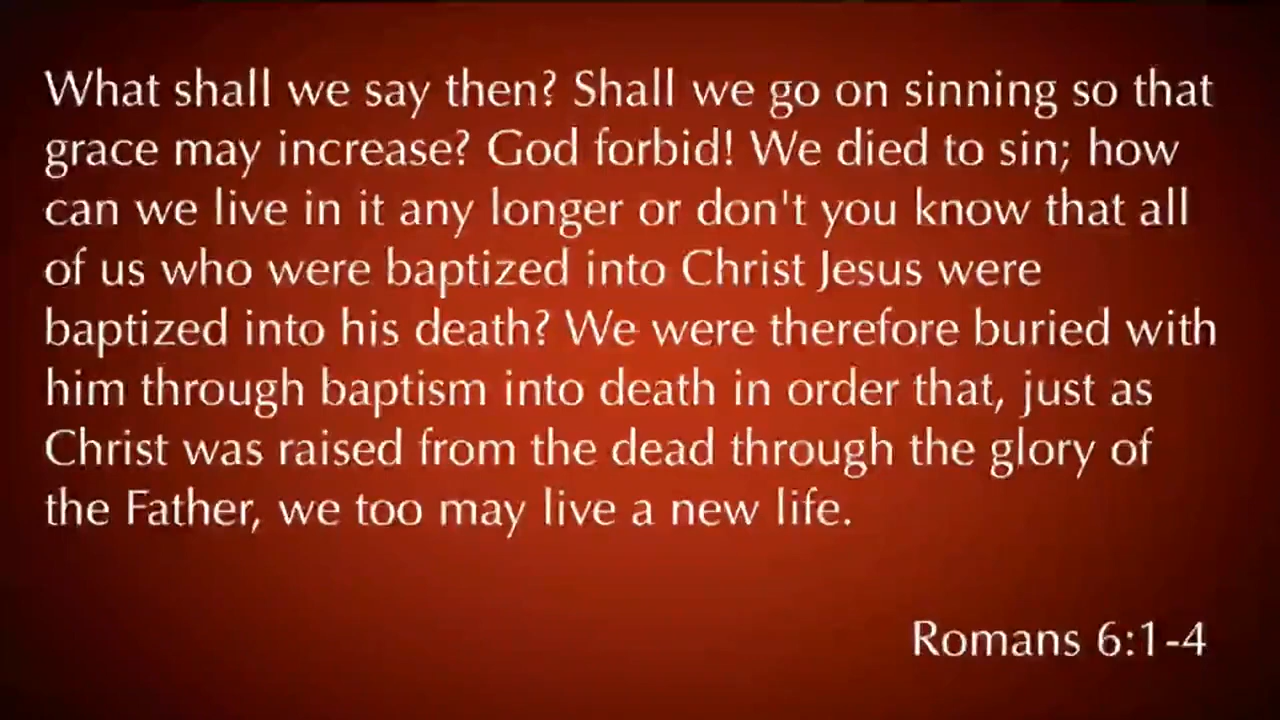 What shall we say then? Shall we go on sinning so that
grace may increase? God forbid! We died to sin; how
can we live in it any longer or don't you know that all
of us who were baptized into Christ Jesus were
baptized into his death? We were therefore buried with
him through baptism into death in order that, just as
Christ was raised from the dead through the glory of
the Father, we too may live a new life.
Romans 6:1-4